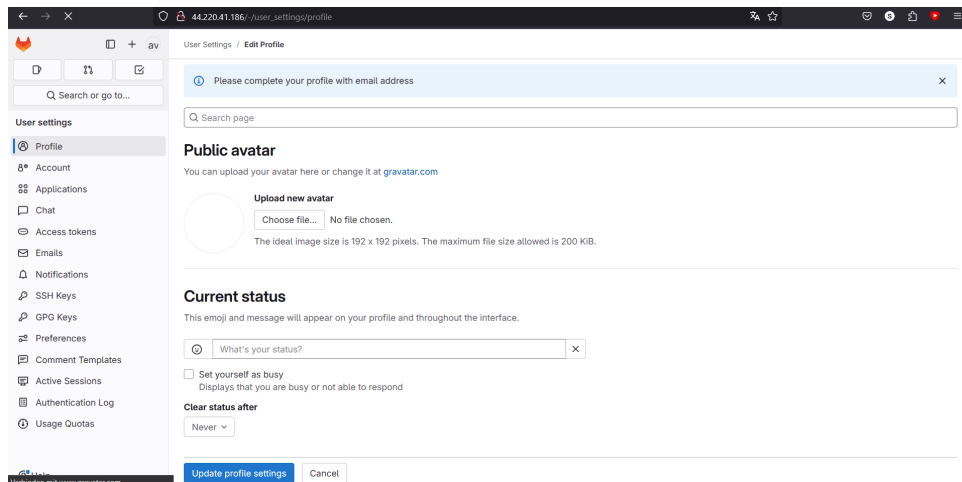 44.220.41.186/-/user_settings/profile
av
User Settings / Edit Profile
Please complete your profile with email address
Search or go to...
Search page
User settings
Profile
Account
Applications
Chat
Access tokens
Emails
Notifications
SSH Keys
GPG Keys
Preferences
Comment Templates
Active Sessions
Authentication Log
Usage Quotas
Help
Public avatar
You can upload your avatar here or change it at gravatar.com
Upload new avatar
Choose file... No file chosen.
The ideal image size is 192 x 192 pixels. The maximum file size allowed is 200 KiB.
Current status
This emoji and message will appear on your profile and throughout the interface.
What's your status?
Set yourself as busy
Displays that you are busy or not able to respond
Clear status after
Never
Update profile settings Cancel